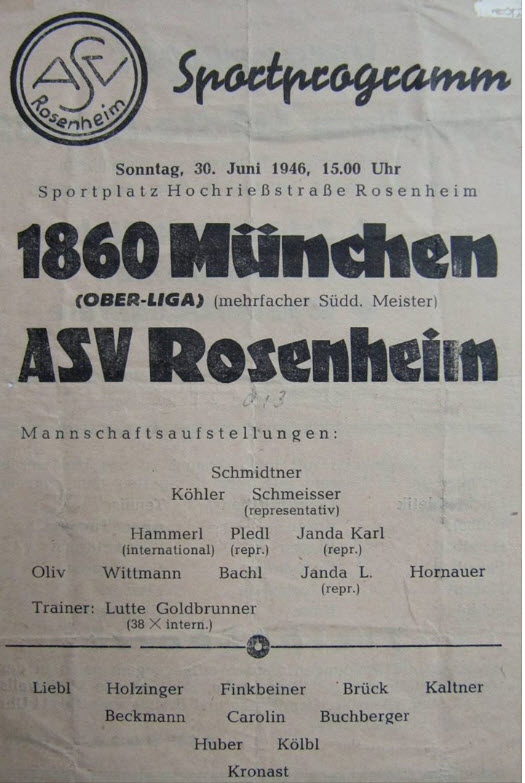 ASV
Rosenheim
Sportprogramm
Sonntag, 30. Juni 1946, 15.00 Uhr
Sportplatz Hochrießstraße Rosenheim
1860 München
(OBER-LIGA) (mehrfacher Südd. Meister)
ASV Rosenheim
Mannschaftsaufstellungen:
Schmidtner
Köhler Schmeisser
(representativ)
Hammerl Pledl Janda Karl
(international) (repr.) (repr.)
Oliv Wittmann Bachl Janda L. Hornauer
(repr.)
Trainer: Lutte Goldbrunner
(38 × intern.)
Liebl Holzinger Finkbeiner Brück Kaltner
Beckmann Carolin Buchberger
Huber Kölbl
Kronast